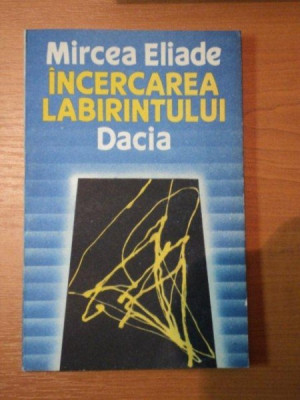 Mircea Eliade
ÎNCERCAREA
LABIRINTULUI
Dacia